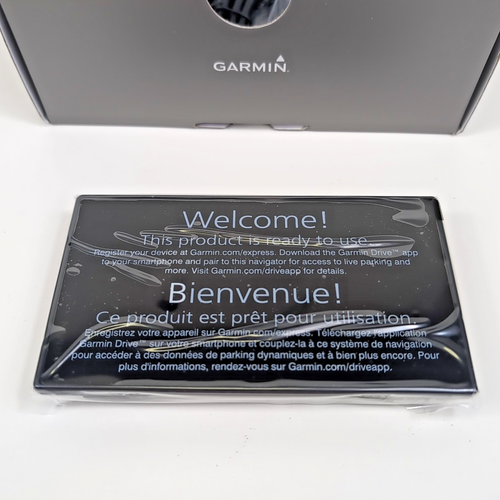 GARMIN
Welcome!
This product is ready to use.
Register your device at Garmin.com/express. Download the Garmin Drive™ app
to your smartphone and pair to this navigator for access to live parking and
more. Visit Garmin.com/driveapp for details.
Bienvenue!
Ce produit est prêt pour utilisation.
Enregistrez votre appareil sur Garmin.com/express. Téléchargez l'application
Garmin Drive™ sur votre smartphone et couplez-la à ce système de navigation
pour accéder à des données de parking dynamiques et à bien plus encore. Pour
plus d'informations, rendez-vous sur Garmin.com/driveapp.